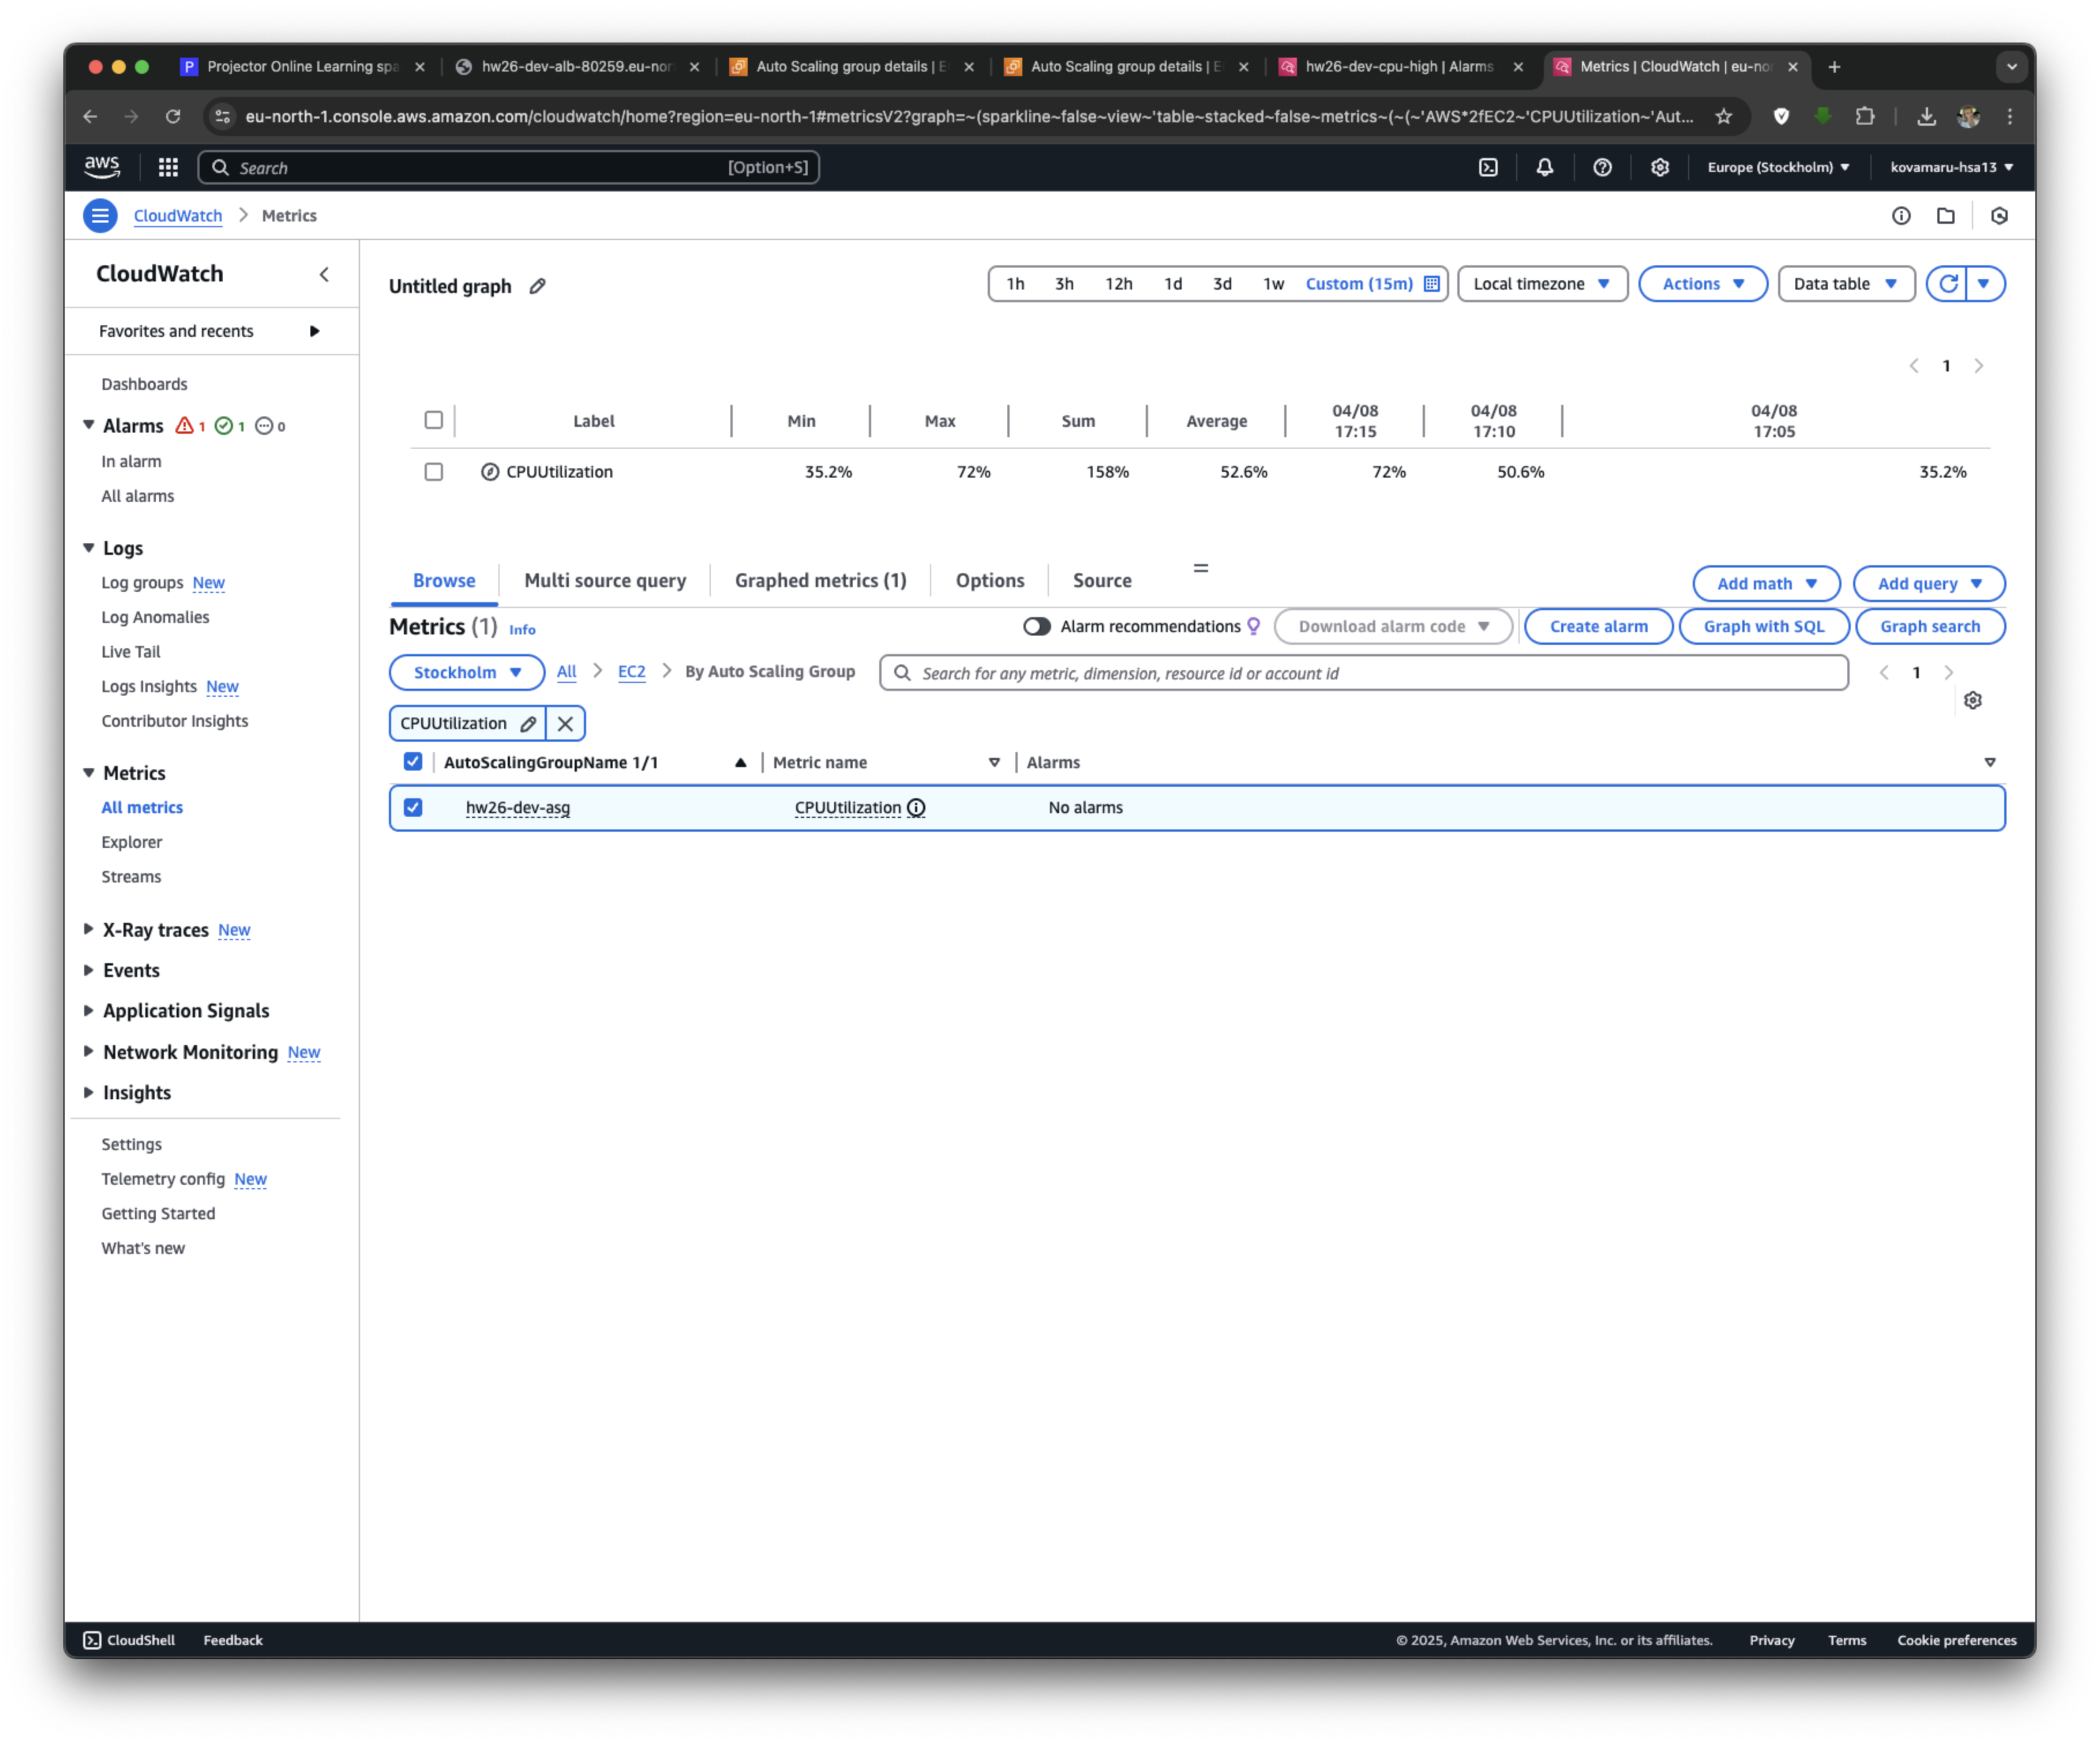 Projector Online Learning spa
hw26-dev-alb-80259.eu-nor
Auto Scaling group details | E
Auto Scaling group details | E
hw26-dev-cpu-high | Alarms
Metrics | CloudWatch | eu-no
eu-north-1.console.aws.amazon.com/cloudwatch/home?region=eu-north-1#metricsV2?graph=~(sparkline~false~view~'table~stacked~false~metrics~(~(~'AWS*2fEC2~'CPUUtilization~'Aut...
aws
Search
[Option+S]
Europe (Stockholm)
kovamaru-hsa13
CloudWatch
Metrics
CloudWatch
Favorites and recents
Dashboards
Alarms 1 1 0
In alarm
All alarms
Logs
Log groups New
Log Anomalies
Live Tail
Logs Insights New
Contributor Insights
Metrics
All metrics
Explorer
Streams
X-Ray traces New
Events
Application Signals
Network Monitoring New
Insights
Settings
Telemetry config New
Getting Started
What's new
Untitled graph
1h 3h 12h 1d 3d 1w Custom (15m)
Local timezone
Actions
Data table
1
Label Min Max Sum Average 04/08 17:15 04/08 17:10 04/08 17:05
CPUUtilization 35.2% 72% 158% 52.6% 72% 50.6% 35.2%
Browse
Multi source query
Graphed metrics (1)
Options
Source
Add math
Add query
Metrics (1) Info
Alarm recommendations
Download alarm code
Create alarm
Graph with SQL
Graph search
Stockholm
All
EC2
By Auto Scaling Group
Search for any metric, dimension, resource id or account id
1
CPUUtilization
AutoScalingGroupName 1/1 Metric name Alarms
hw26-dev-asg CPUUtilization No alarms
CloudShell
Feedback
© 2025, Amazon Web Services, Inc. or its affiliates.
Privacy
Terms
Cookie preferences